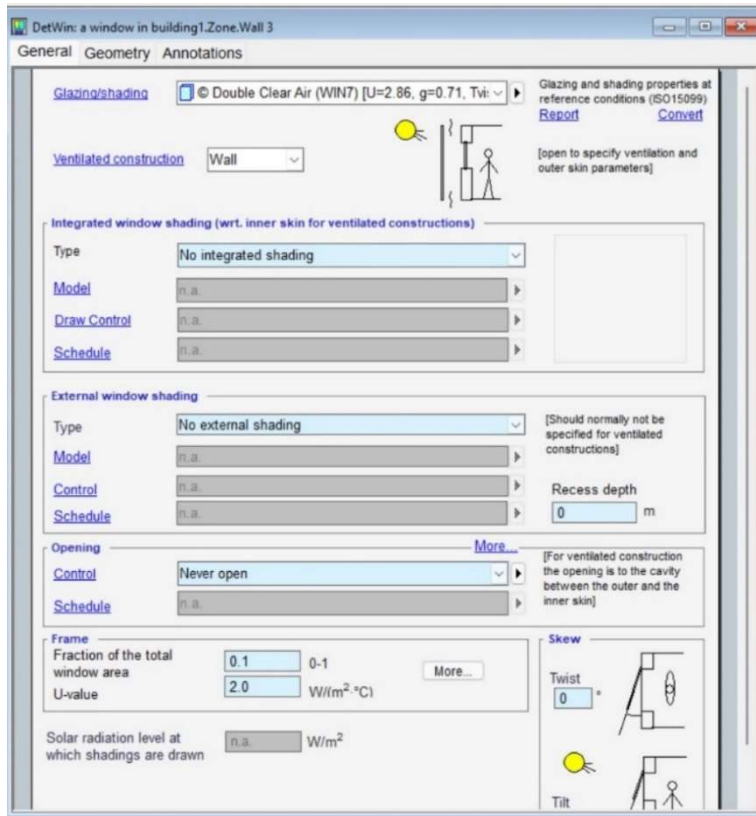 DetWin: a window in building1.Zone.Wall 3
General Geometry Annotations
Glazing/shading
© Double Clear Air (WIN7) [U=2.86, g=0.71, Tvi:
Glazing and shading properties at
reference conditions (ISO15099)
Report Convert
Ventilated construction
Wall
[open to specify ventilation and
outer skin parameters]
Integrated window shading (wrt. inner skin for ventilated constructions)
Type
No integrated shading
Model
n.a.
Draw Control
n.a.
Schedule
n.a.
External window shading
Type
No external shading
[Should normally not be
specified for ventilated
constructions]
Model
n.a.
Control
n.a.
Schedule
n.a.
Recess depth
0 m
Opening
More...
Control
Never open
[For ventilated construction
the opening is to the cavity
between the outer and the
inner skin]
Schedule
n.a.
Frame
Fraction of the total
window area
0.1 0-1
More...
U-value
2.0 W/(m²·°C)
Skew
Twist
0 °
Solar radiation level at
which shadings are drawn
n.a. W/m²
Tilt